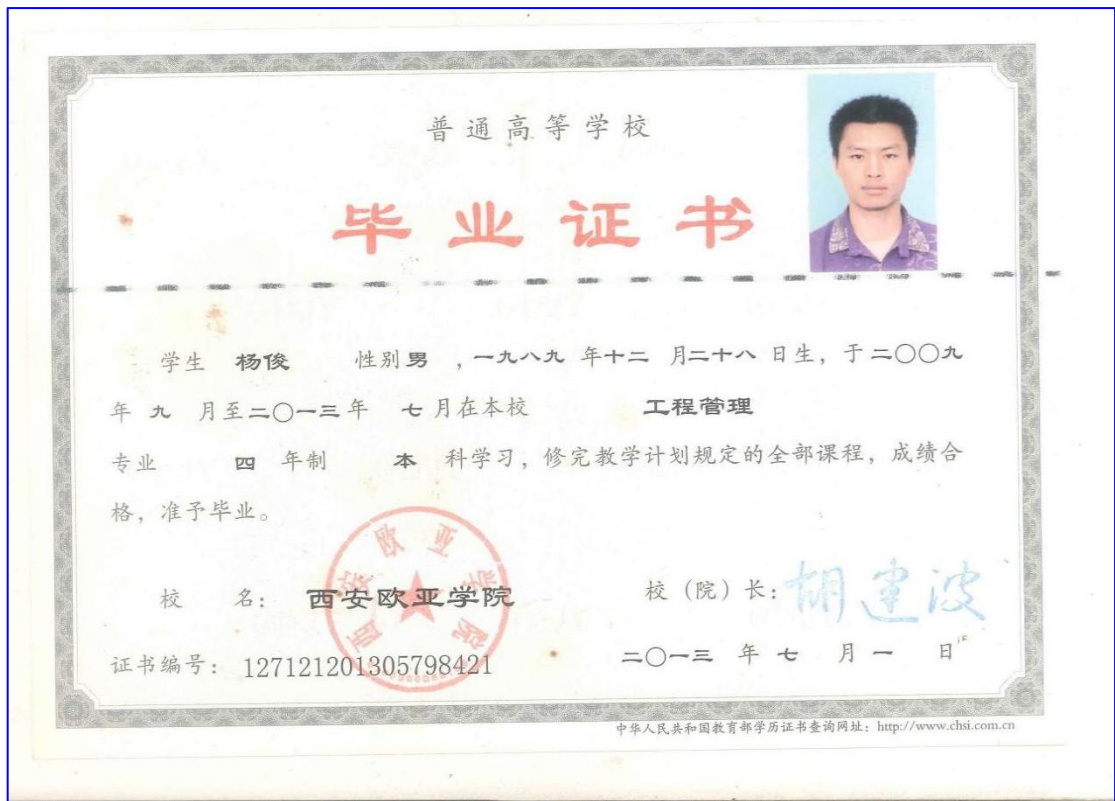 普通高等学校
毕业证书
学生 杨俊 性别 男 ，一九八九 年十二 月二十八 日生，于二〇〇九
年 九 月至二〇一三年 七月在本校 工程管理
专业 四 年制 本 科学习，修完教学计划规定的全部课程，成绩合
格，准予毕业。
西安欧亚学院
校 名： 西安欧亚学院
校（院）长：胡建波
证书编号：127121201305798421
二〇一三 年 七 月 一 日
中华人民共和国教育部学历证书查询网址：http://www.chsi.com.cn